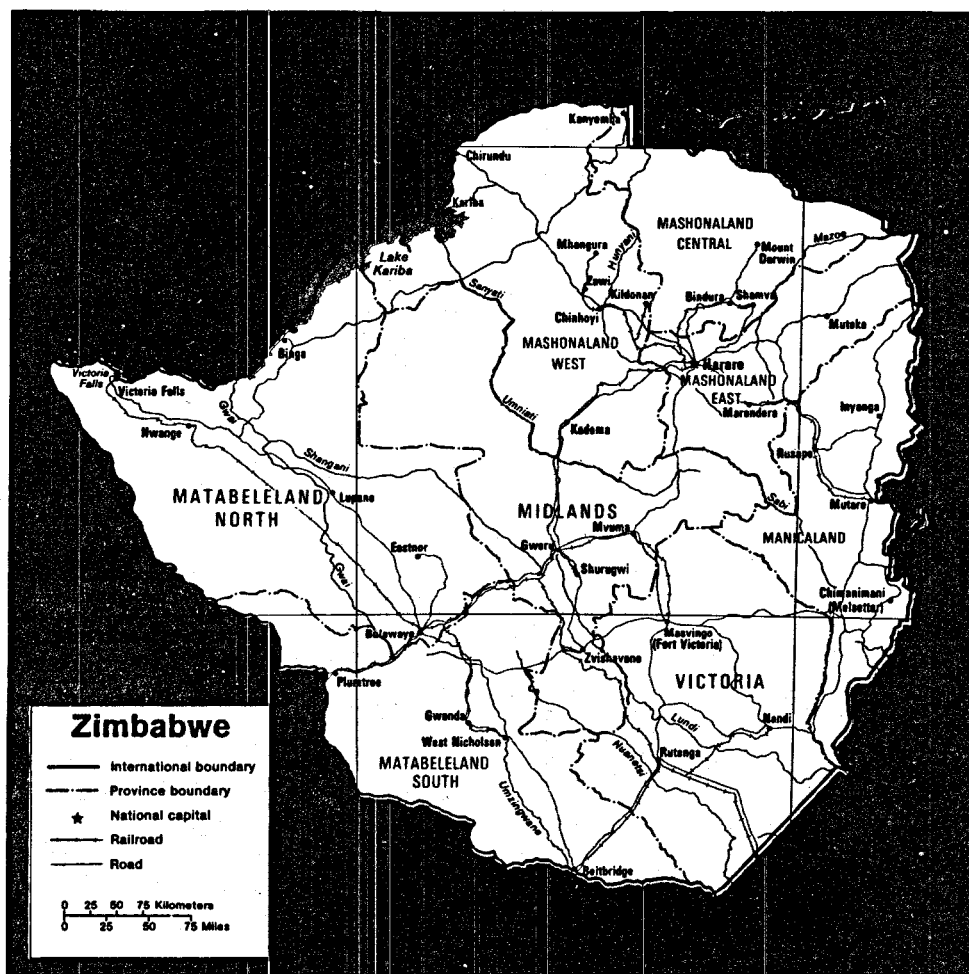 Kanyemba
Chirundu
Kariba
MASHONALAND
CENTRAL
Mhangura
Hunyani
Mount
Darwin
Mazoe
Lake
Kariba
Sanyati
Zawi
Kildonan
Bindura
Shamva
Chinhoyi
Mutoko
MASHONALAND
WEST
Binga
Harare
MASHONALAND
EAST
Victoria
Falls
Victoria Falls
Gwai
Umniati
Marondera
Inyanga
Hwange
Kadoma
Rusape
Shangani
MATABELELAND
NORTH
Lupane
MIDLANDS
Sabi
Mutare
Mvuma
MANICALAND
Eastnor
Gweru
Shurugwi
Gwai
Chimanimani
(Melsetter)
Bulawayo
Masvingo
(Fort Victoria)
Zvishavane
Plumtree
VICTORIA
Gwanda
Lundi
Nandi
West Nicholson
Nuanetsi
Rutenga
MATABELELAND
SOUTH
Umzingwane
Beitbridge
Zimbabwe
International boundary
Province boundary
National capital
Railroad
Road
0 25 50 75 Kilometers
0 25 50 75 Miles